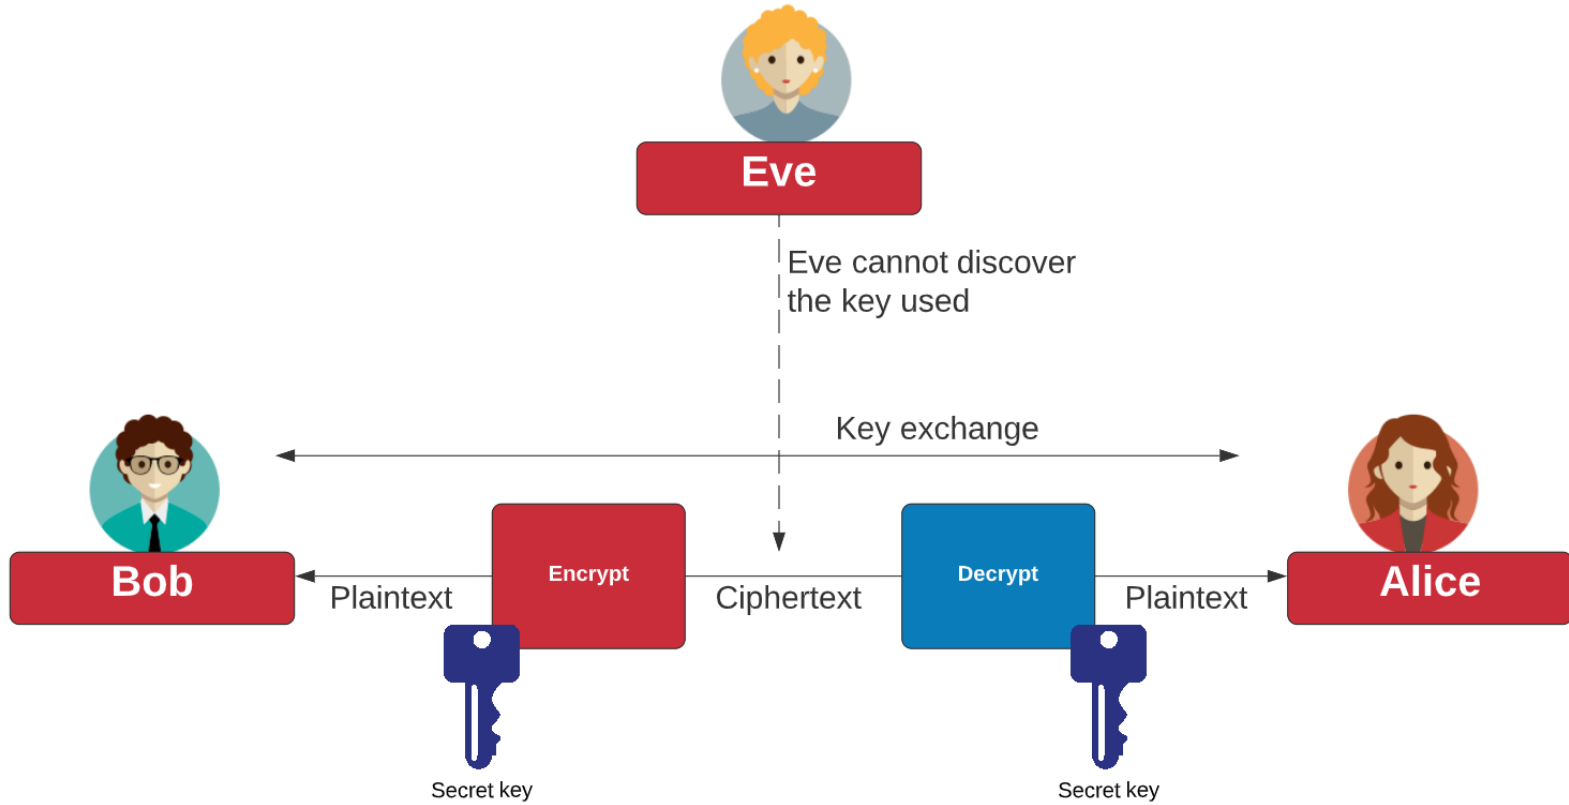 Eve
Eve cannot discover
the key used
Key exchange
Bob
Plaintext
Encrypt
Ciphertext
Decrypt
Plaintext
Alice
Secret key
Secret key